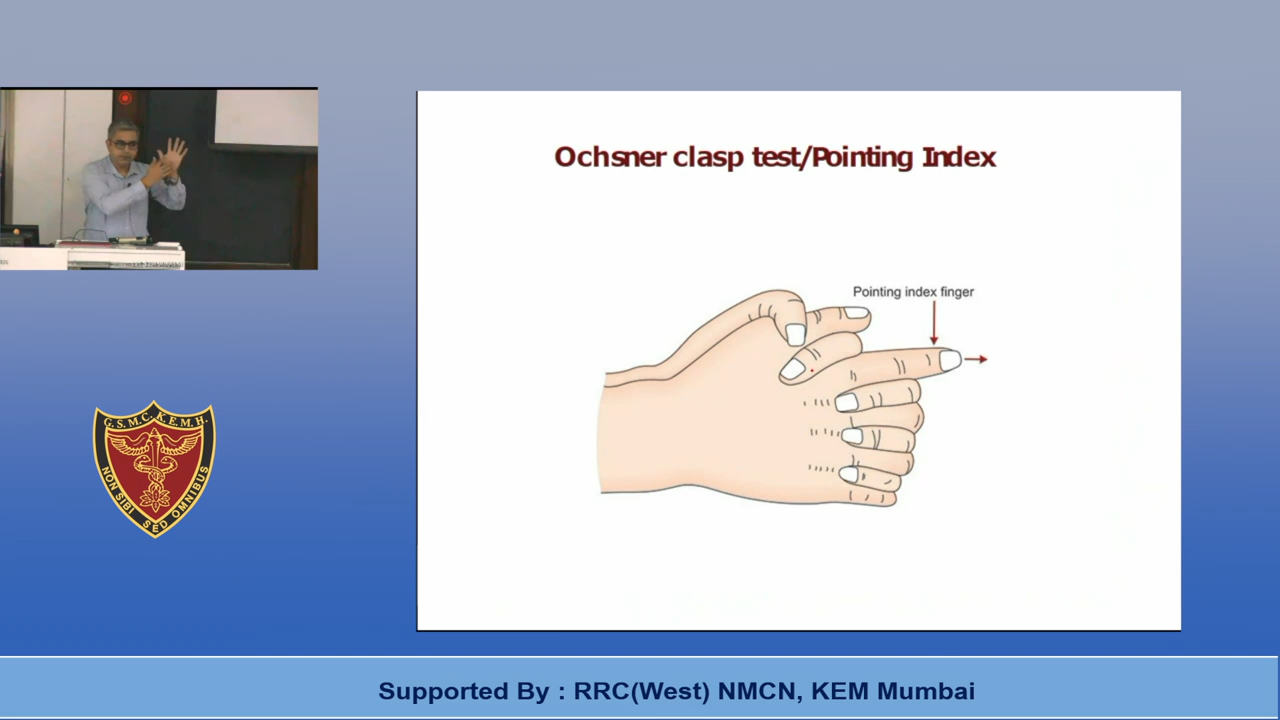 Ochsner clasp test/Pointing Index
Pointing index finger
G.S.M.C. K.E.M.H.
NON SIBI SED OMNIBUS
Supported By : RRC(West) NMCN, KEM Mumbai